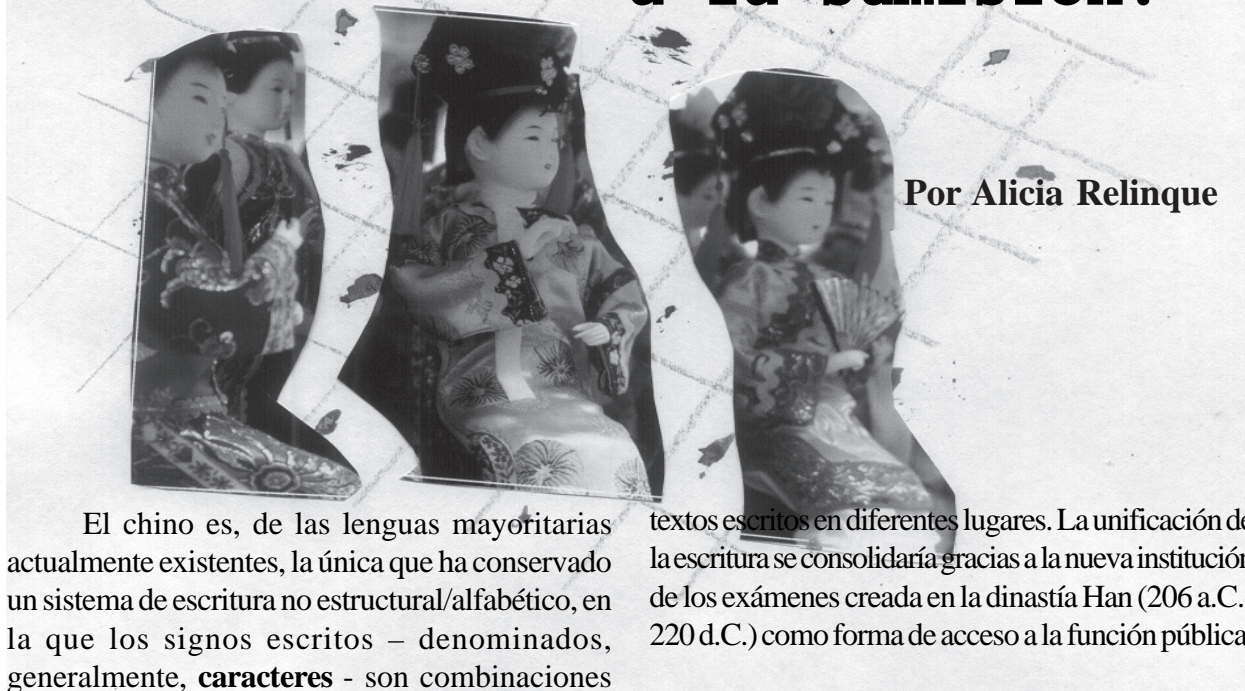 a la sumisión?
Por Alicia Relinque
El chino es, de las lenguas mayoritarias
actualmente existentes, la única que ha conservado
un sistema de escritura no estructural/alfabético, en
la que los signos escritos – denominados,
generalmente, caracteres - son combinaciones
textos escritos en diferentes lugares. La unificación de
la escritura se consolidaría gracias a la nueva institución
de los exámenes creada en la dinastía Han (206 a.C.
220 d.C.) como forma de acceso a la función pública